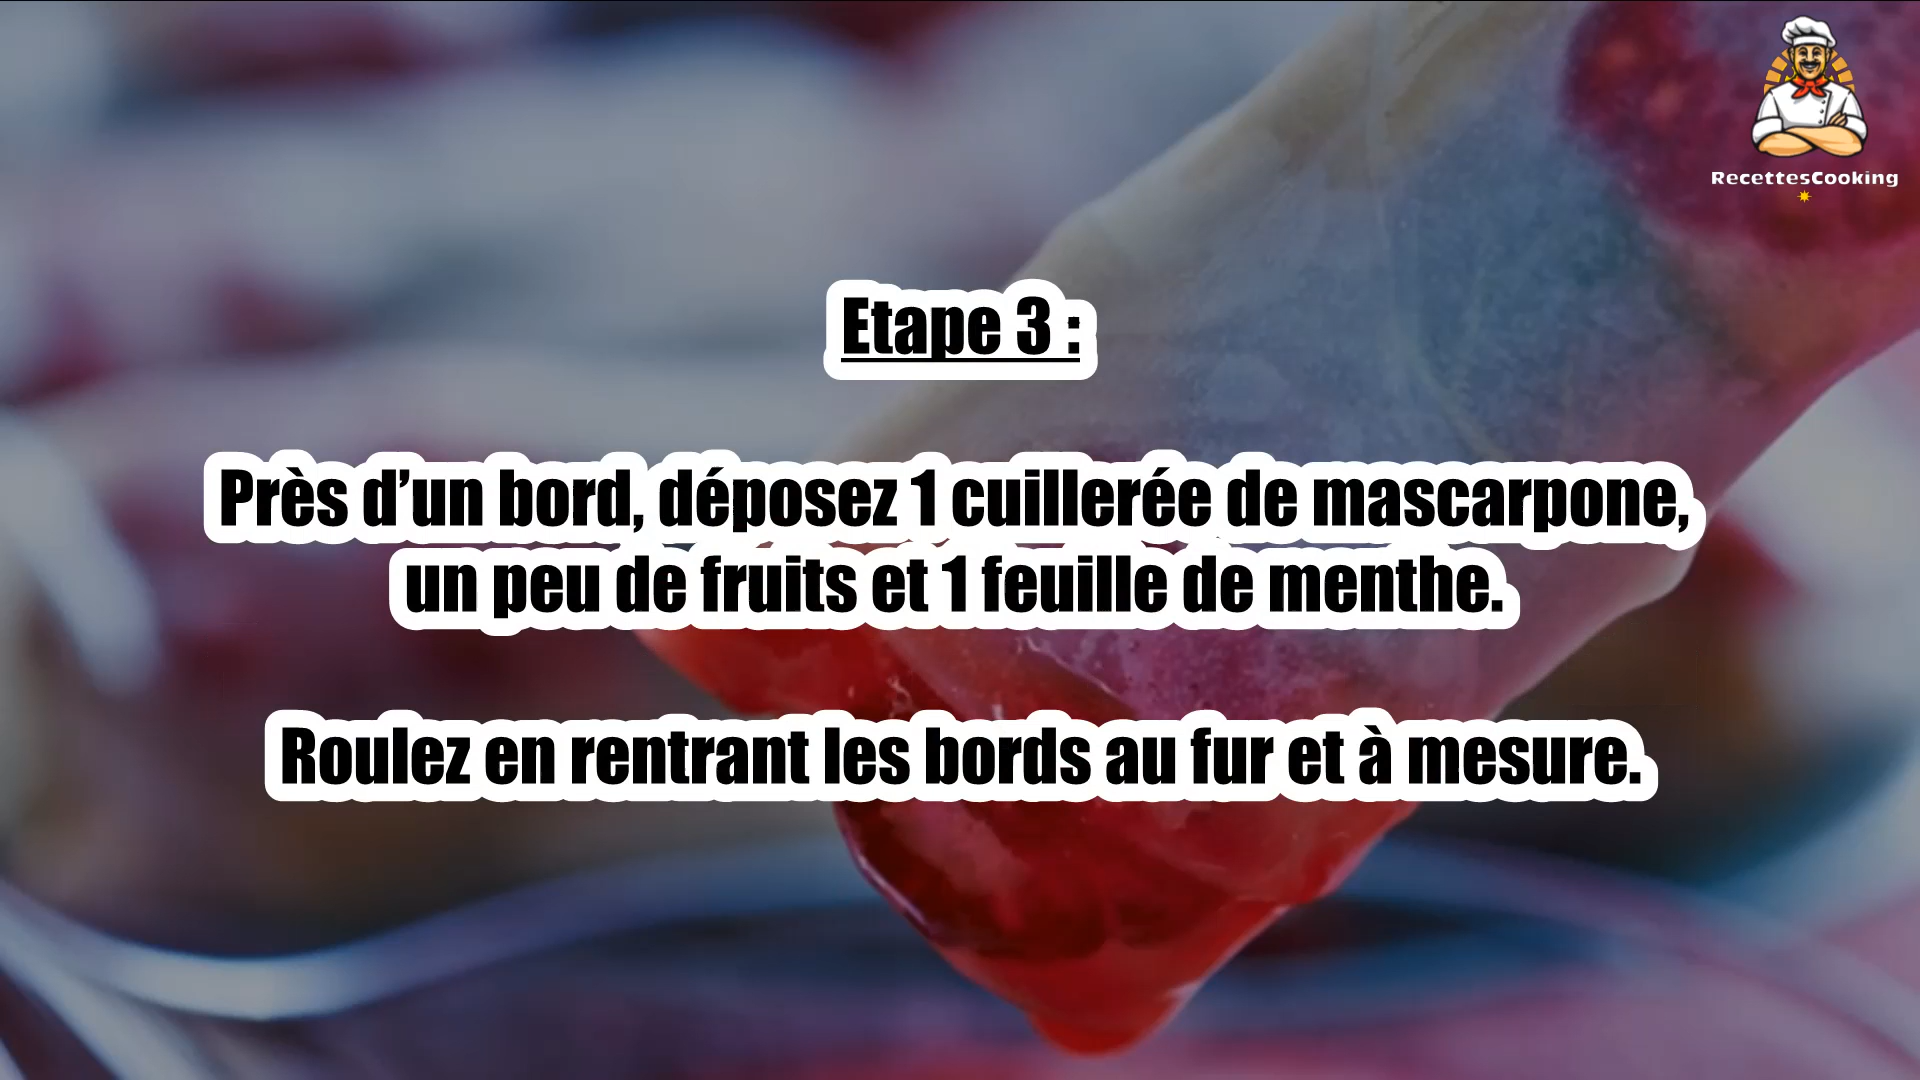 RecettesCooking
Etape 3 :
Près d’un bord, déposez 1 cuillerée de mascarpone,
un peu de fruits et 1 feuille de menthe.
Roulez en rentrant les bords au fur et à mesure.